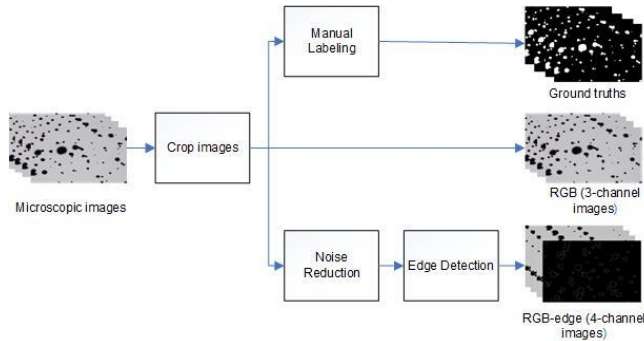 Manual
Labeling
Ground truths
Crop images
Microscopic images
RGB (3-channel
images)
Noise
Reduction
Edge Detection
RGB-edge (4-channel
images)